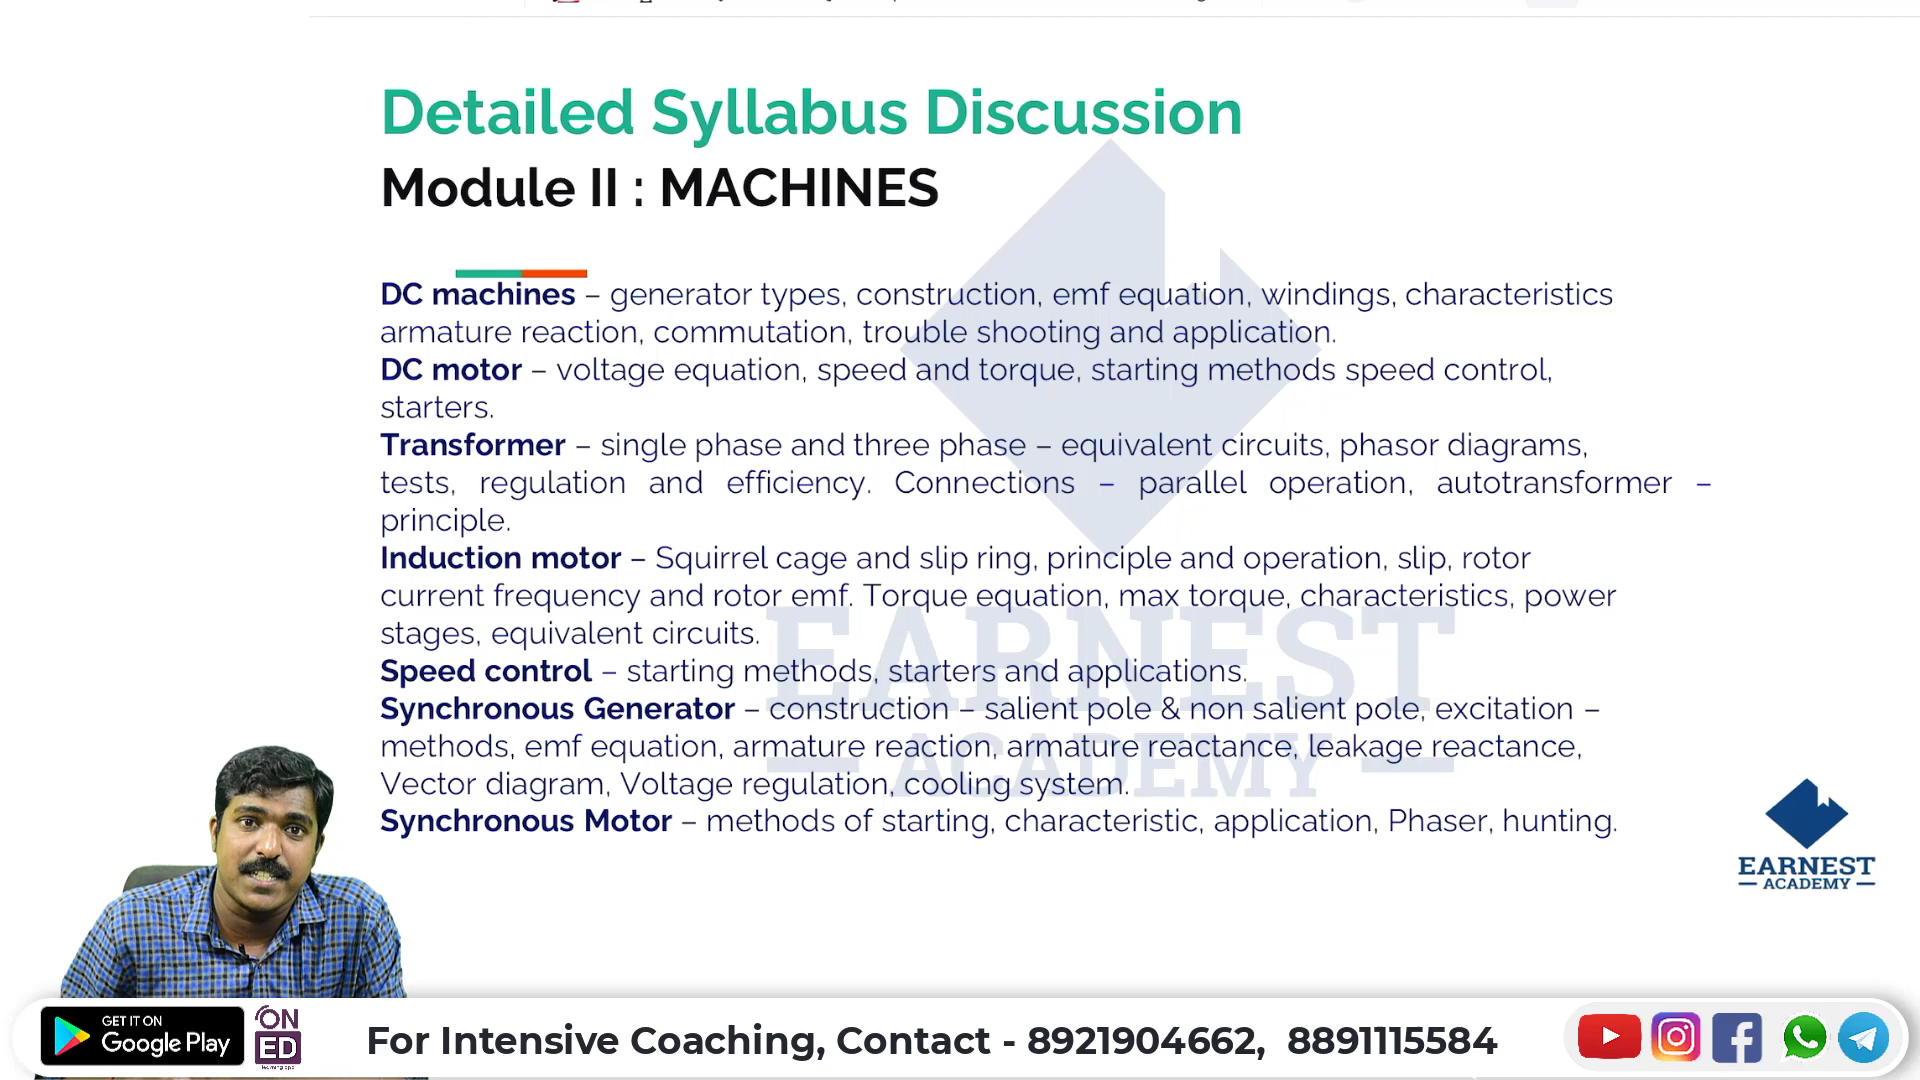 Detailed Syllabus Discussion
Module II : MACHINES
DC machines – generator types, construction, emf equation, windings, characteristics
armature reaction, commutation, trouble shooting and application.
DC motor – voltage equation, speed and torque, starting methods speed control,
starters.
Transformer – single phase and three phase – equivalent circuits, phasor diagrams,
tests, regulation and efficiency. Connections – parallel operation, autotransformer –
principle.
Induction motor – Squirrel cage and slip ring, principle and operation, slip, rotor
current frequency and rotor emf. Torque equation, max torque, characteristics, power
stages, equivalent circuits.
Speed control – starting methods, starters and applications.
Synchronous Generator – construction – salient pole & non salient pole, excitation –
methods, emf equation, armature reaction, armature reactance, leakage reactance,
Vector diagram, Voltage regulation, cooling system.
Synchronous Motor – methods of starting, characteristic, application, Phaser, hunting.
EARNEST
ACADEMY
EARNEST
ACADEMY
GET IT ON
Google Play
ON
ED
learning app
For Intensive Coaching, Contact - 8921904662, 8891115584